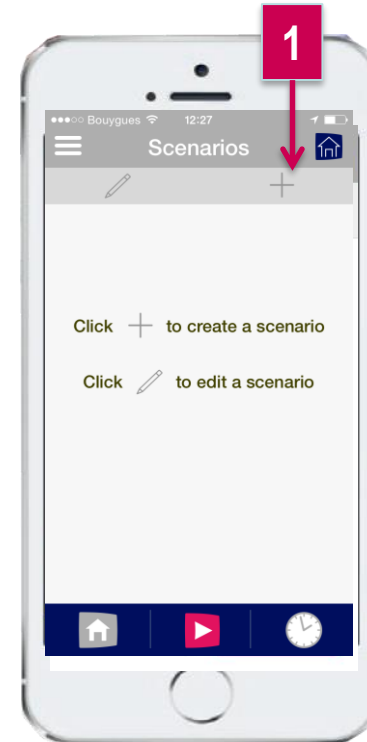 1
Bouygues 12:27
Scenarios
Click + to create a scenario
Click to edit a scenario